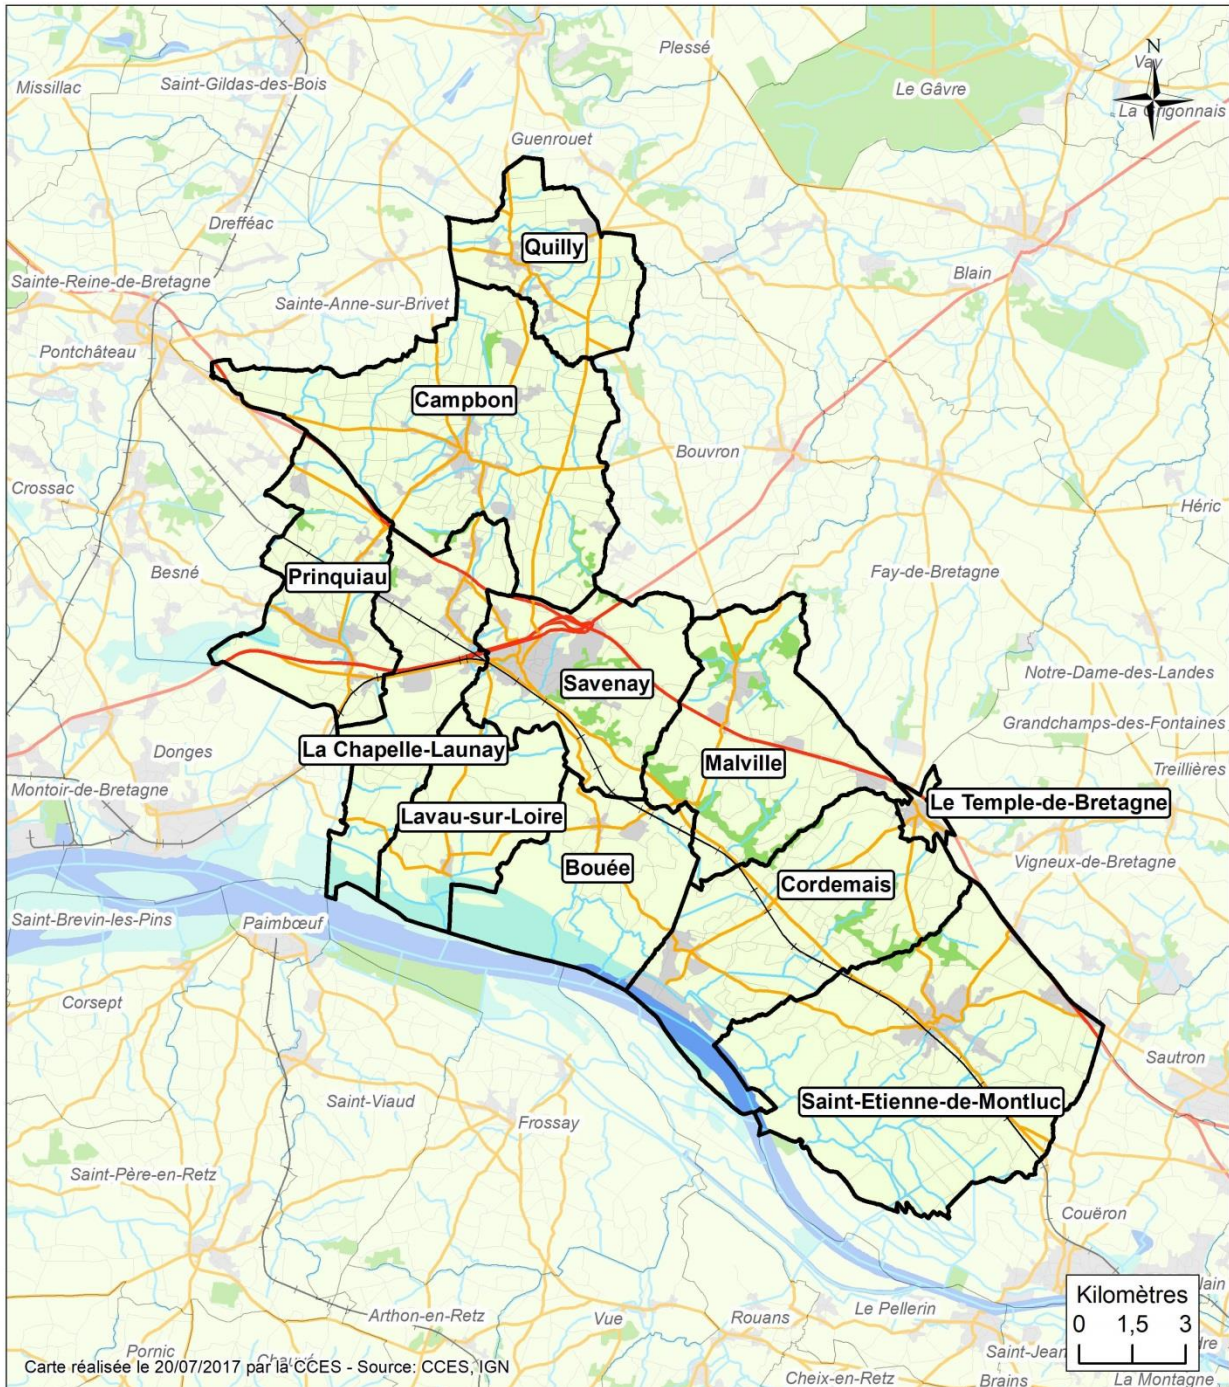 Plessé
N
Vay
Missillac
Saint-Gildas-des-Bois
Le Gâvre
La Grigonnais
Guenrouet
Drefféac
Quilly
Sainte-Reine-de-Bretagne
Sainte-Anne-sur-Brivet
Blain
Pontchâteau
Campbon
Bouvron
Crossac
Héric
Besné
Prinquiau
Fay-de-Bretagne
Savenay
Notre-Dame-des-Landes
Grandchamps-des-Fontaines
Donges
La Chapelle-Launay
Malville
Treillières
Montoir-de-Bretagne
Lavau-sur-Loire
Le Temple-de-Bretagne
Bouée
Vigneux-de-Bretagne
Cordemais
Saint-Brevin-les-Pins
Paimbœuf
Corsept
Sautron
Saint-Viaud
Saint-Etienne-de-Montluc
Frossay
Saint-Père-en-Retz
Couëron
Kilomètres
0 1,5 3
Arthon-en-Retz
Vue
Rouans
Le Pellerin
Pornic
Saint-Jean
Carte réalisée le 20/07/2017 par la CCES - Source: CCES, IGN
Cheix-en-Retz
Brains
La Montagne